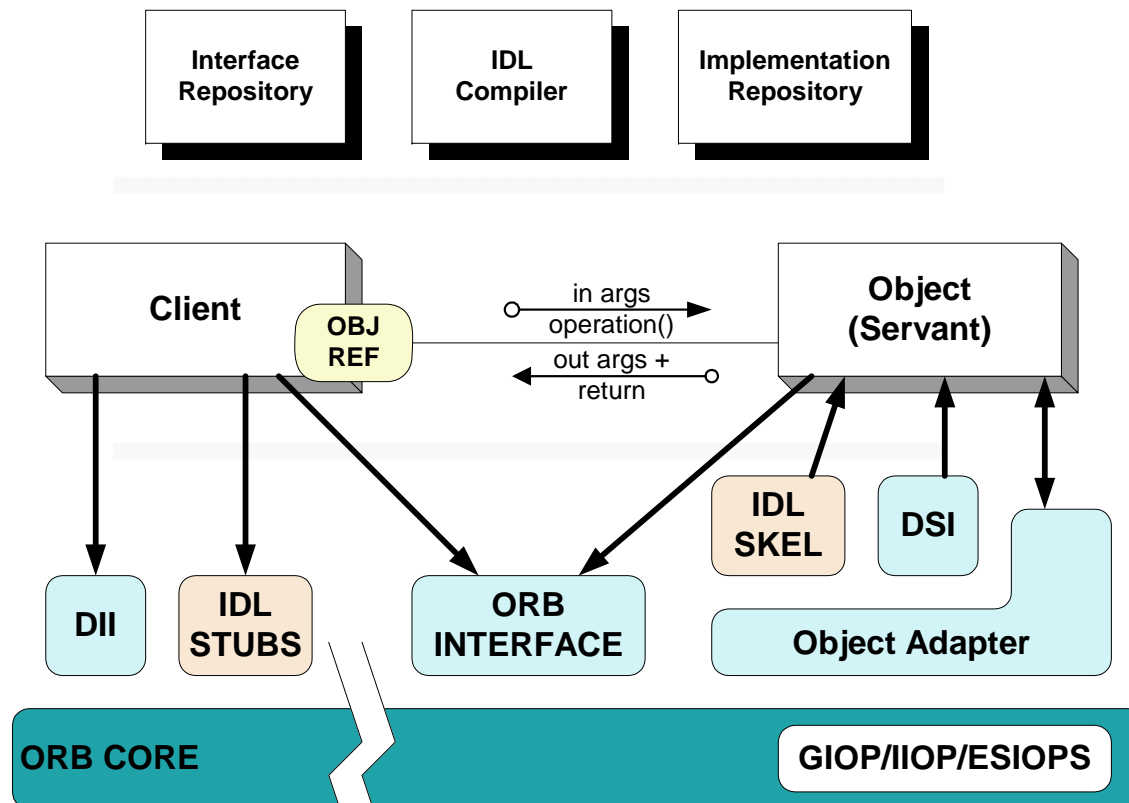 Interface
Repository
IDL
Compiler
Implementation
Repository
Client
OBJ
REF
in args
operation()
out args +
return
Object
(Servant)
DII
IDL
STUBS
ORB
INTERFACE
IDL
SKEL
DSI
Object Adapter
ORB CORE
GIOP/IIOP/ESIOPS